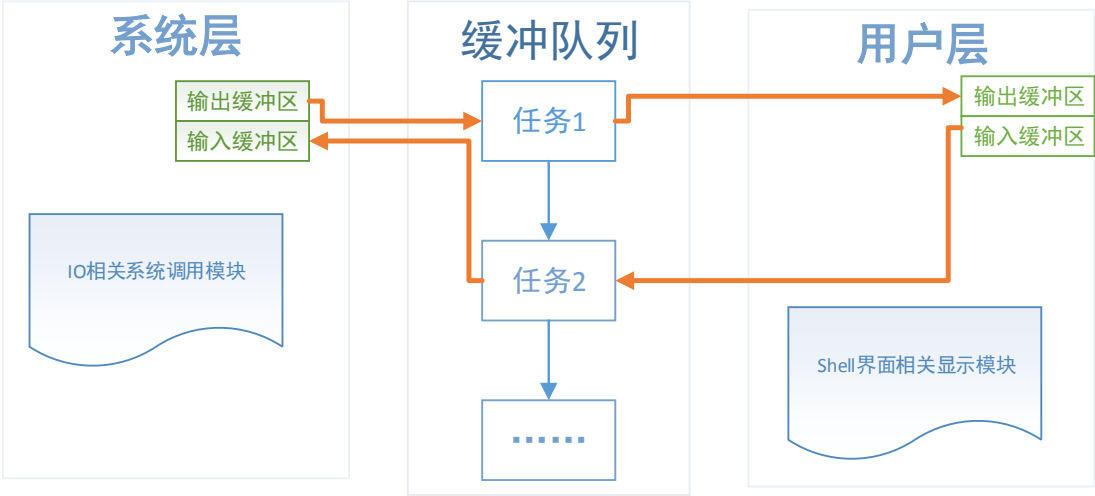 系统层
缓冲队列
用户层
输出缓冲区
输入缓冲区
任务1
输出缓冲区
输入缓冲区
IO相关系统调用模块
任务2
Shell界面相关显示模块
……